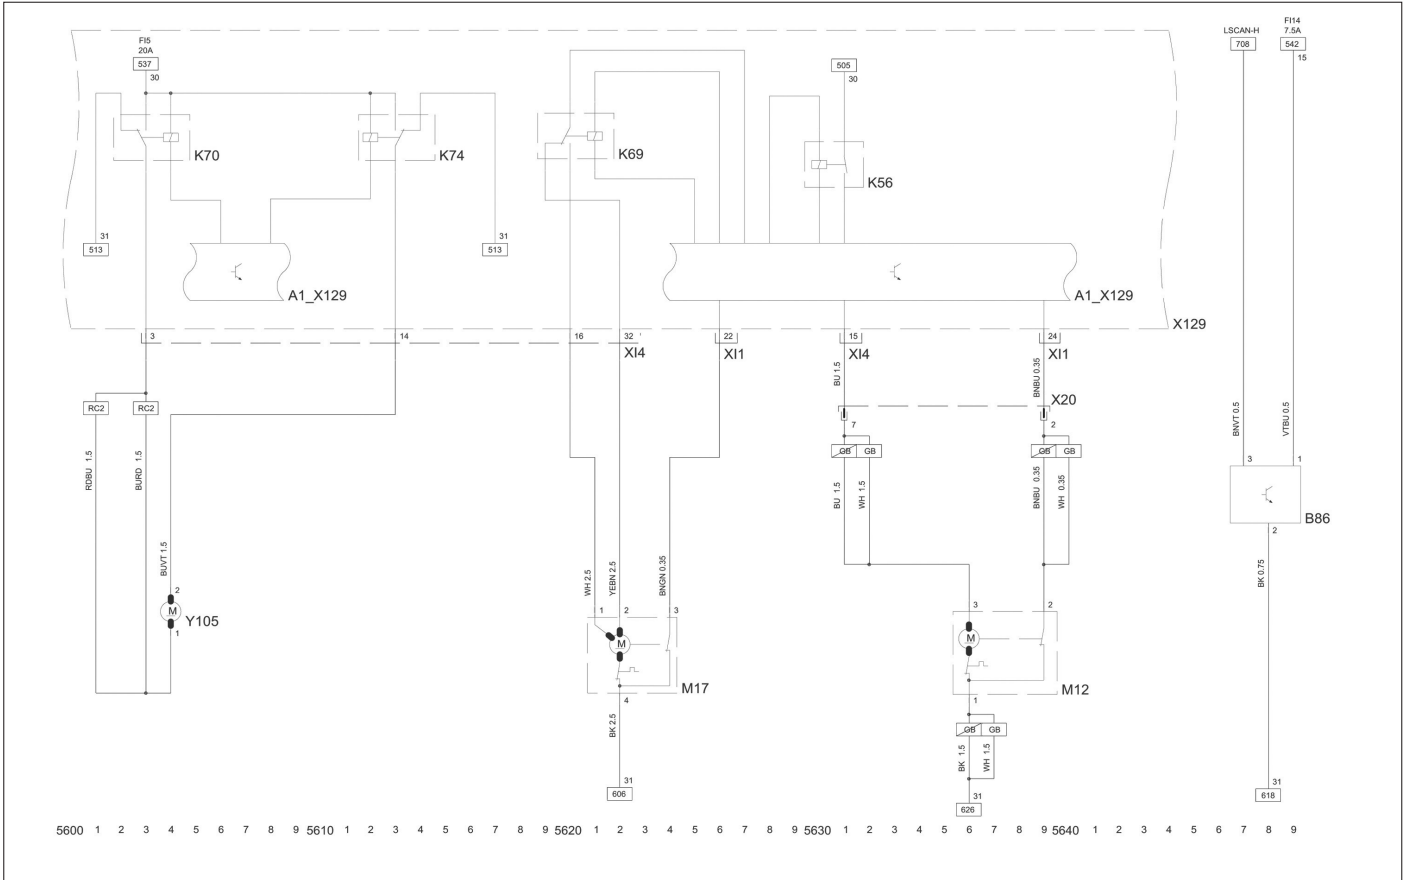 FI5
20A
537
30
505
30
LSCAN-H
708
FI14
7.5A
542
15
K70
K74
K69
K56
31
513
31
513
A1_X129
A1_X129
X129
3
14
16
32
XI4
22
XI1
15
XI4
24
XI1
BU 1.5
BNBU 0.35
X20
7
2
RC2
RC2
GB
GB
GB
GB
RDBU 1.5
BURD 1.5
BUVT 1.5
WH 2.5
YEBN 2.5
BNGN 0.35
BU 1.5
WH 1.5
BNBU 0.35
WH 0.35
BNVT 0.5
VTBU 0.5
3
1
B86
2
BK 0.75
2
M
Y105
1
1
2
3
M
M17
4
BK 2.5
31
606
3
2
M
M12
1
GB
GB
BK 1.5
WH 1.5
31
626
31
618
5600 1 2 3 4 5 6 7 8 9 5610 1 2 3 4 5 6 7 8 9 5620 1 2 3 4 5 6 7 8 9 5630 1 2 3 4 5 6 7 8 9 5640 1 2 3 4 5 6 7 8 9